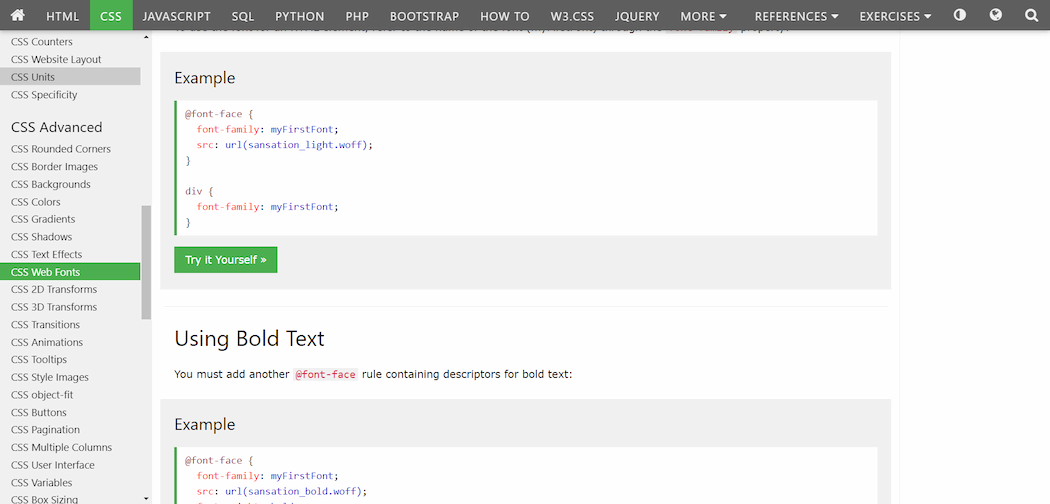 HTML CSS JAVASCRIPT SQL PYTHON PHP BOOTSTRAP HOW TO W3.CSS JQUERY MORE REFERENCES EXERCISES
CSS Counters
CSS Website Layout
CSS Units
CSS Specificity
CSS Advanced
CSS Rounded Corners
CSS Border Images
CSS Backgrounds
CSS Colors
CSS Gradients
CSS Shadows
CSS Text Effects
CSS Web Fonts
CSS 2D Transforms
CSS 3D Transforms
CSS Transitions
CSS Animations
CSS Tooltips
CSS Style Images
CSS object-fit
CSS Buttons
CSS Pagination
CSS Multiple Columns
CSS User Interface
CSS Variables
CSS Box Sizing
Example
@font-face {
font-family: myFirstFont;
src: url(sansation_light.woff);
}
div {
font-family: myFirstFont;
}
Try it Yourself »
Using Bold Text
You must add another @font-face rule containing descriptors for bold text:
Example
@font-face {
font-family: myFirstFont;
src: url(sansation_bold.woff);